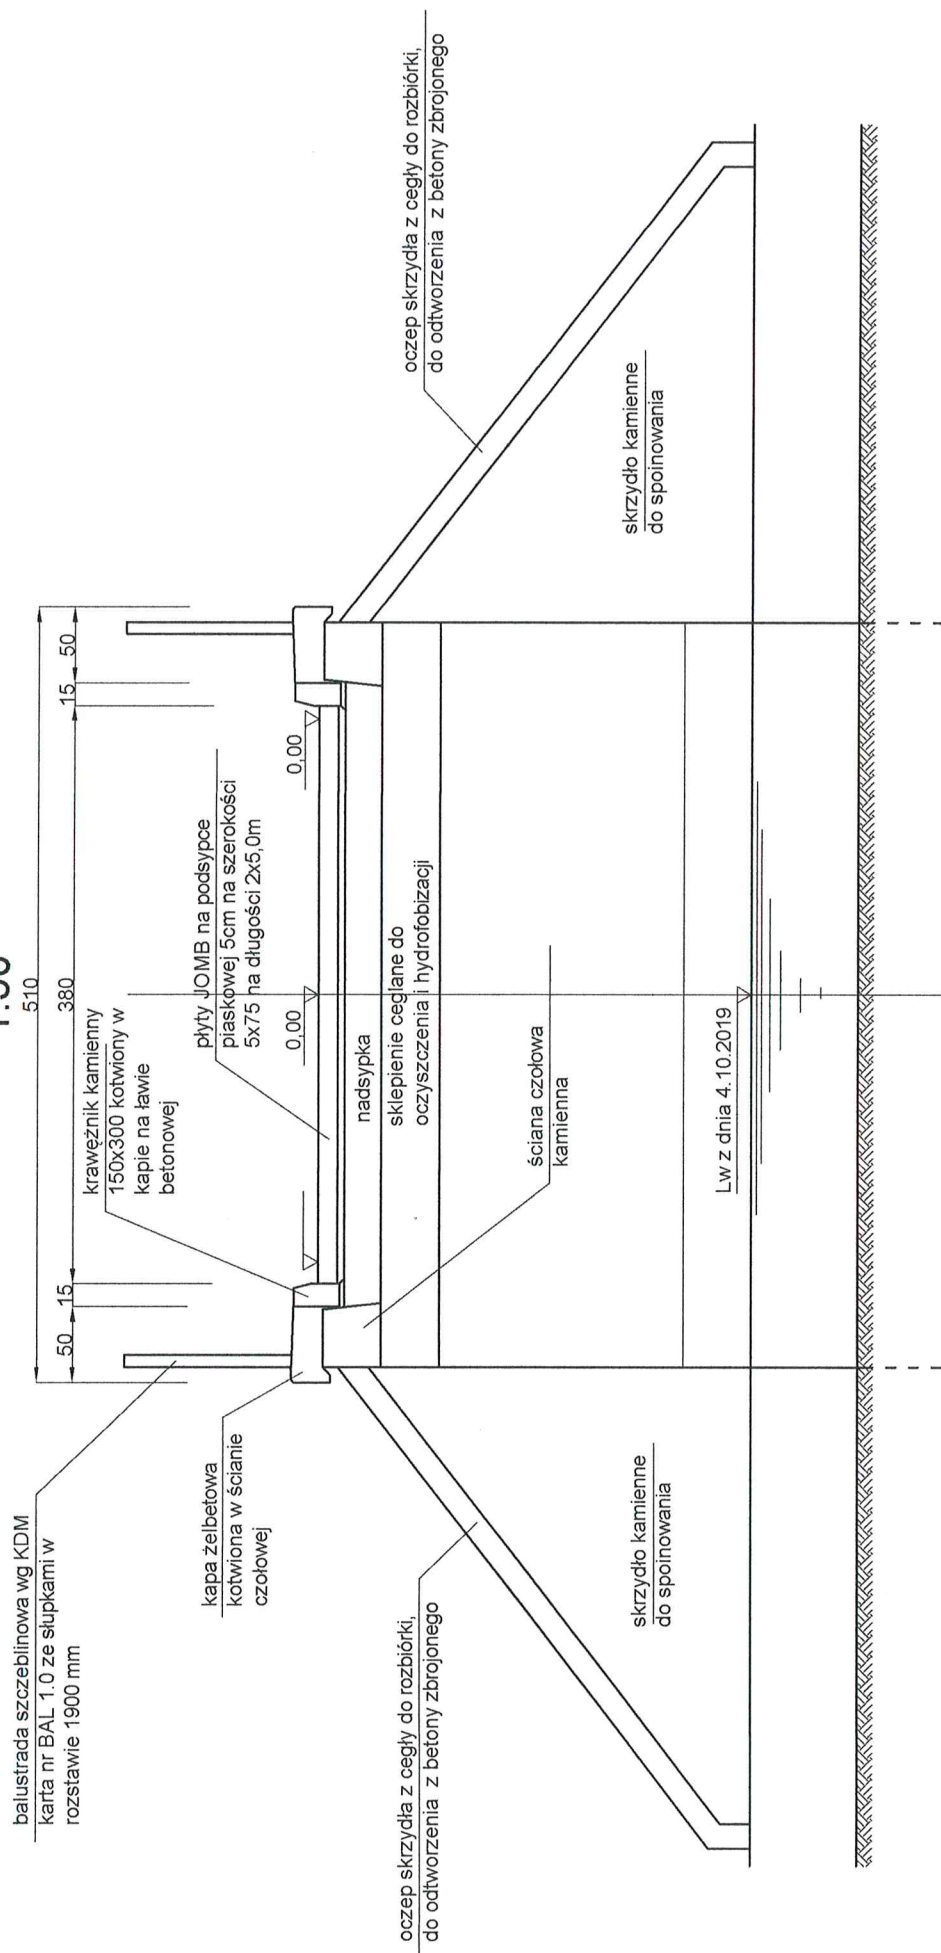 510
50
15
380
15
50
balustrada szczeblinowa wg KDM
karta nr BAL 1.0 ze słupkami w
rozstawie 1900 mm
krawężnik kamienny
150x300 kotwiony w
kapie na ławie
betonowej
płyty JOMB na podsypce
piaskowej 5cm na szerokości
5x75 na długości 2x5,0m
kapa żelbetowa
kotwiona w ścianie
czołowej
0,00
0,00
nadsypka
sklepienie ceglane do
oczyszczenia i hydrofobizacji
oczep skrzydła z cegły do rozbiórki,
do odtworzenia z betony zbrojonego
oczep skrzydła z cegły do rozbiórki,
do odtworzenia z betony zbrojonego
ściana czołowa
kamienna
skrzydło kamienne
do spoinowania
skrzydło kamienne
do spoinowania
Lw z dnia 4.10.2019